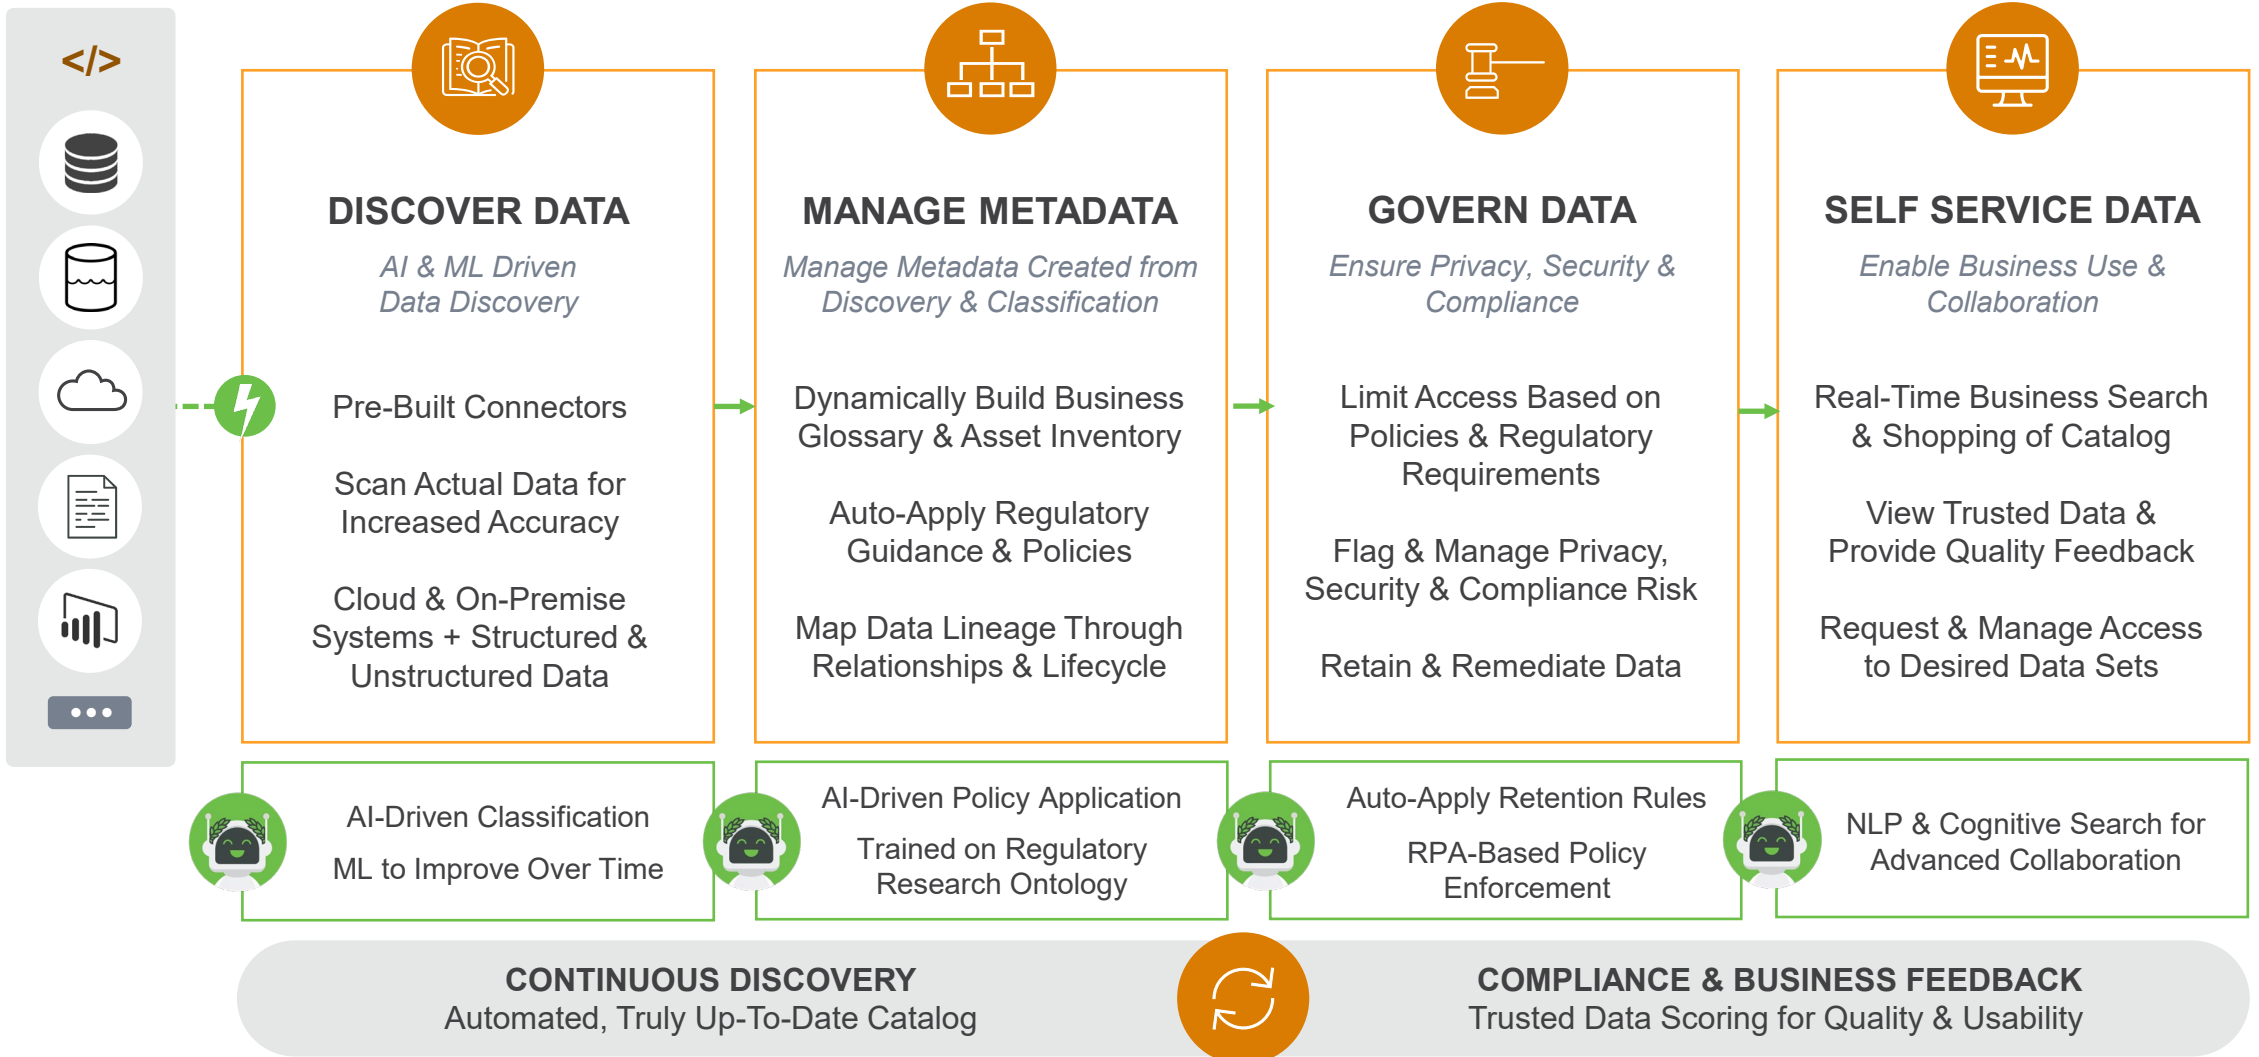 </>
DISCOVER DATA
AI & ML Driven
Data Discovery
Pre-Built Connectors
Scan Actual Data for
Increased Accuracy
Cloud & On-Premise
Systems + Structured &
Unstructured Data
AI-Driven Classification
ML to Improve Over Time
MANAGE METADATA
Manage Metadata Created from
Discovery & Classification
Dynamically Build Business
Glossary & Asset Inventory
Auto-Apply Regulatory
Guidance & Policies
Map Data Lineage Through
Relationships & Lifecycle
AI-Driven Policy Application
Trained on Regulatory
Research Ontology
GOVERN DATA
Ensure Privacy, Security &
Compliance
Limit Access Based on
Policies & Regulatory
Requirements
Flag & Manage Privacy,
Security & Compliance Risk
Retain & Remediate Data
Auto-Apply Retention Rules
RPA-Based Policy
Enforcement
SELF SERVICE DATA
Enable Business Use &
Collaboration
Real-Time Business Search
& Shopping of Catalog
View Trusted Data &
Provide Quality Feedback
Request & Manage Access
to Desired Data Sets
NLP & Cognitive Search for
Advanced Collaboration
CONTINUOUS DISCOVERY
Automated, Truly Up-To-Date Catalog
COMPLIANCE & BUSINESS FEEDBACK
Trusted Data Scoring for Quality & Usability